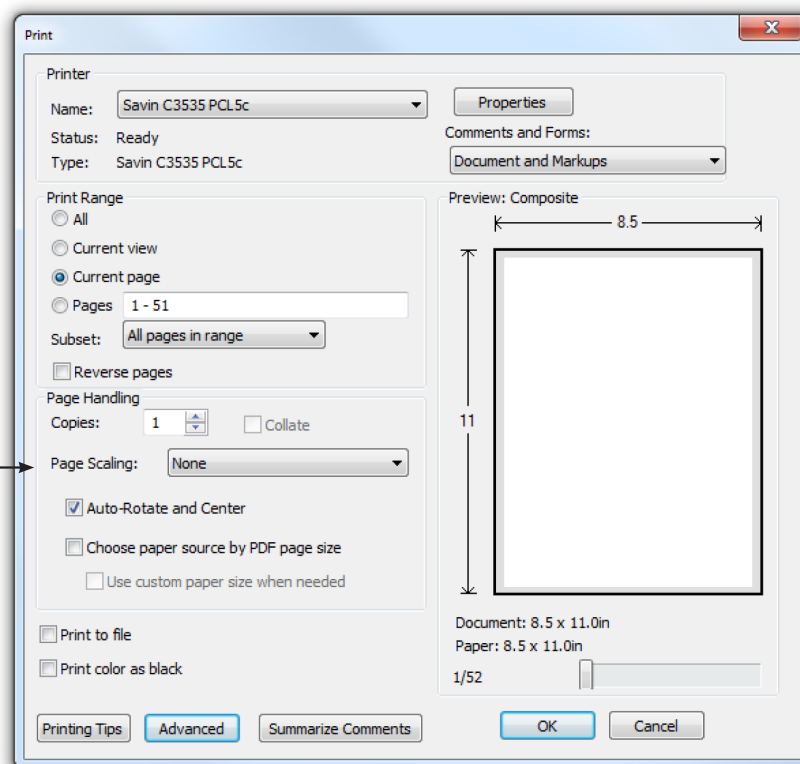 Print
Printer
Name: Savin C3535 PCL5c
Properties
Status: Ready
Comments and Forms:
Type: Savin C3535 PCL5c
Document and Markups
Print Range
All
Current view
Current page
Pages 1 - 51
Subset: All pages in range
Reverse pages
Page Handling
Copies: 1 Collate
Page Scaling: None
Auto-Rotate and Center
Choose paper source by PDF page size
Use custom paper size when needed
Print to file
Print color as black
Preview: Composite
8.5
11
Document: 8.5 x 11.0in
Paper: 8.5 x 11.0in
1/52
Printing Tips Advanced Summarize Comments OK Cancel